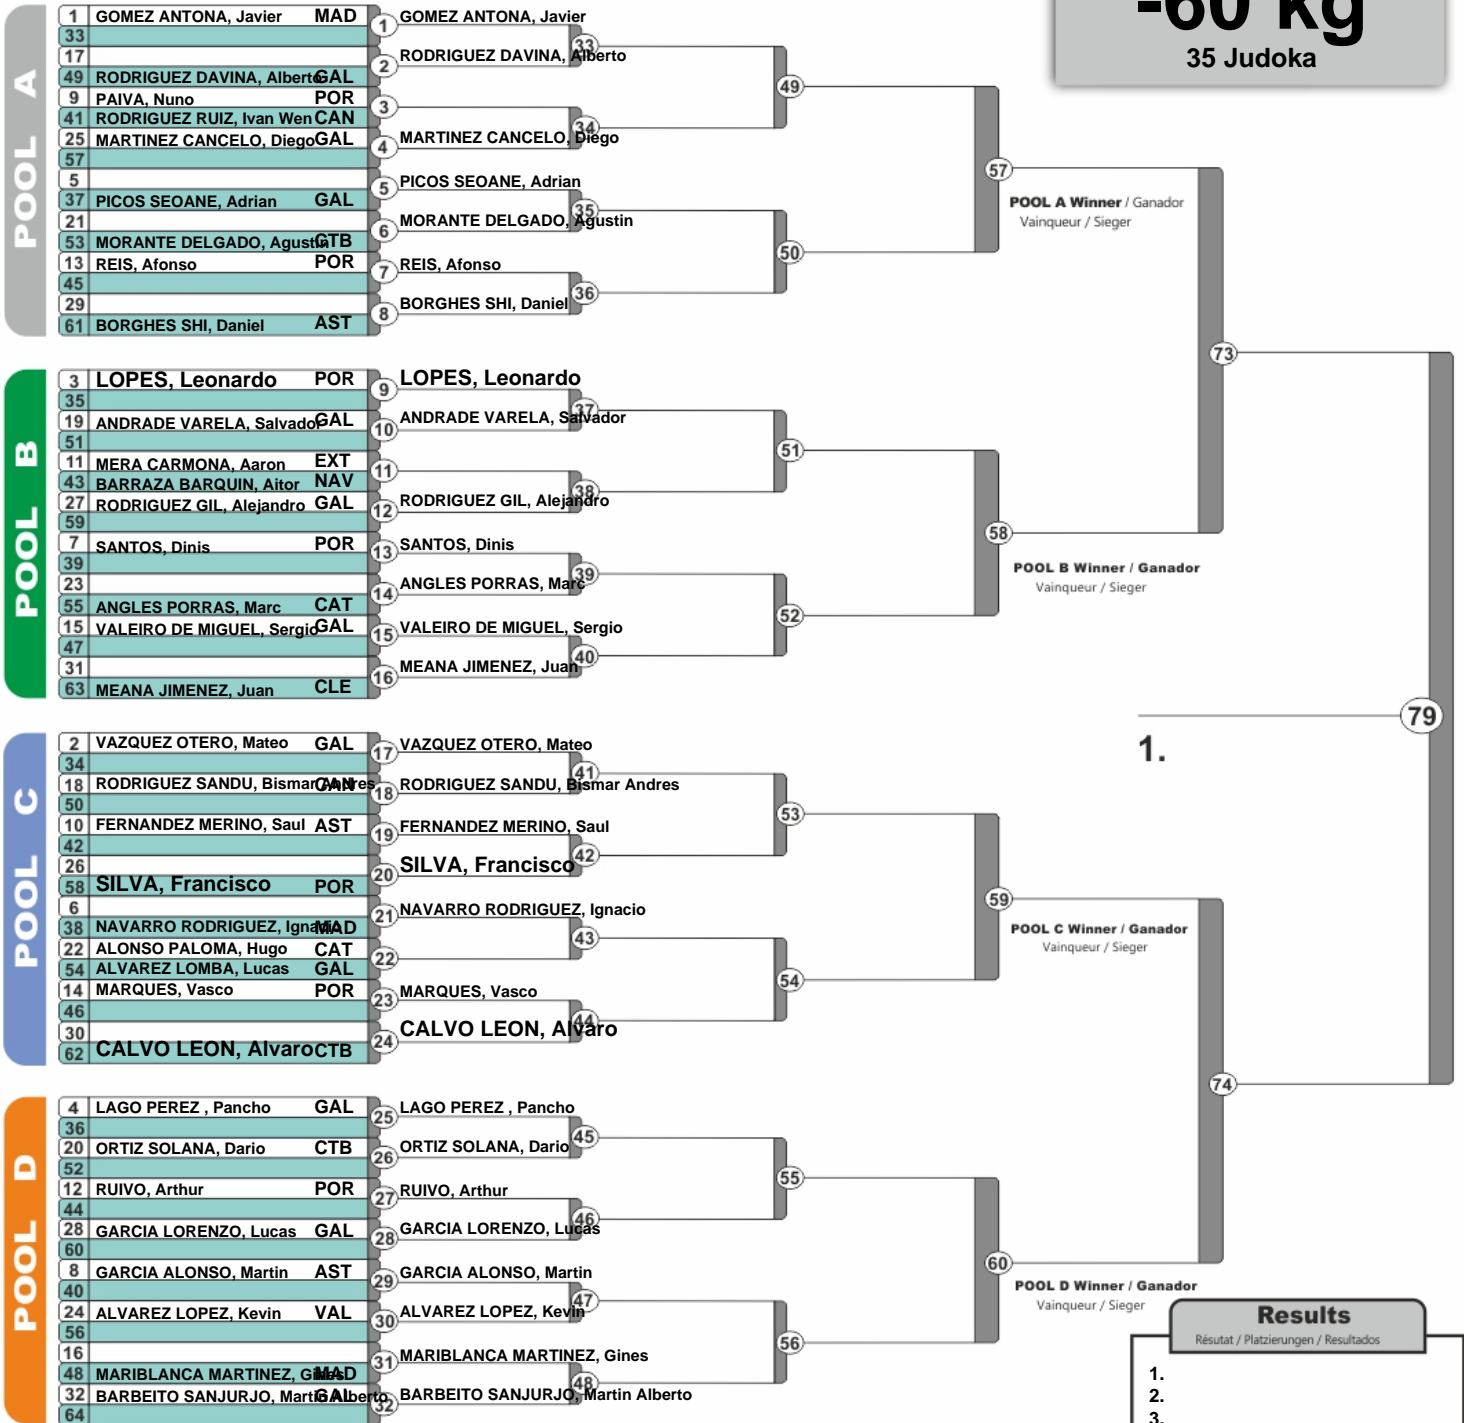 -60 kg
35 Judoka
POOL A
1 GOMEZ ANTONA, Javier MAD
33
17
49 RODRIGUEZ DAVINA, Alberto GAL
9 PAIVA, Nuno POR
41 RODRIGUEZ RUIZ, Ivan Wen CAN
25 MARTINEZ CANCELO, Diego GAL
57
5
37 PICOS SEOANE, Adrian GAL
21
53 MORANTE DELGADO, Agustin CTB
13 REIS, Afonso POR
45
29
61 BORGHES SHI, Daniel AST
1 GOMEZ ANTONA, Javier
33
2 RODRIGUEZ DAVINA, Alberto
3
34
4 MARTINEZ CANCELO, Diego
5 PICOS SEOANE, Adrian
35
6 MORANTE DELGADO, Agustin
7 REIS, Afonso
36
8 BORGHES SHI, Daniel
49
50
57
POOL A Winner / Ganador
Vainqueur / Sieger
POOL B
3 LOPES, Leonardo POR
35
19 ANDRADE VARELA, Salvador GAL
51
11 MERA CARMONA, Aaron EXT
43 BARRAZA BARQUIN, Aitor NAV
27 RODRIGUEZ GIL, Alejandro GAL
59
7 SANTOS, Dinis POR
39
23
55 ANGLES PORRAS, Marc CAT
15 VALEIRO DE MIGUEL, Sergio GAL
47
31
63 MEANA JIMENEZ, Juan CLE
9 LOPES, Leonardo
37
10 ANDRADE VARELA, Salvador
11
38
12 RODRIGUEZ GIL, Alejandro
13 SANTOS, Dinis
39
14 ANGLES PORRAS, Marc
15 VALEIRO DE MIGUEL, Sergio
40
16 MEANA JIMENEZ, Juan
51
52
58
POOL B Winner / Ganador
Vainqueur / Sieger
73
79
1.
POOL C
2 VAZQUEZ OTERO, Mateo GAL
34
18 RODRIGUEZ SANDU, Bismar Andres CAN
50
10 FERNANDEZ MERINO, Saul AST
42
26
58 SILVA, Francisco POR
6
38 NAVARRO RODRIGUEZ, Ignacio MAD
22 ALONSO PALOMA, Hugo CAT
54 ALVAREZ LOMBA, Lucas GAL
14 MARQUES, Vasco POR
46
30
62 CALVO LEON, Alvaro CTB
17 VAZQUEZ OTERO, Mateo
41
18 RODRIGUEZ SANDU, Bismar Andres
19 FERNANDEZ MERINO, Saul
42
20 SILVA, Francisco
21 NAVARRO RODRIGUEZ, Ignacio
43
22
23 MARQUES, Vasco
44
24 CALVO LEON, Alvaro
53
54
59
POOL C Winner / Ganador
Vainqueur / Sieger
74
POOL D
4 LAGO PEREZ , Pancho GAL
36
20 ORTIZ SOLANA, Dario CTB
52
12 RUIVO, Arthur POR
44
28 GARCIA LORENZO, Lucas GAL
60
8 GARCIA ALONSO, Martin AST
40
24 ALVAREZ LOPEZ, Kevin VAL
56
16
48 MARIBLANCA MARTINEZ, Gines MAD
32 BARBEITO SANJURJO, Martin Alberto GAL
64
25 LAGO PEREZ , Pancho
45
26 ORTIZ SOLANA, Dario
27 RUIVO, Arthur
46
28 GARCIA LORENZO, Lucas
29 GARCIA ALONSO, Martin
47
30 ALVAREZ LOPEZ, Kevin
31 MARIBLANCA MARTINEZ, Gines
48
32 BARBEITO SANJURJO, Martin Alberto
55
56
60
POOL D Winner / Ganador
Vainqueur / Sieger
Results
Résutat / Platzierungen / Resultados
1.
2.
3.